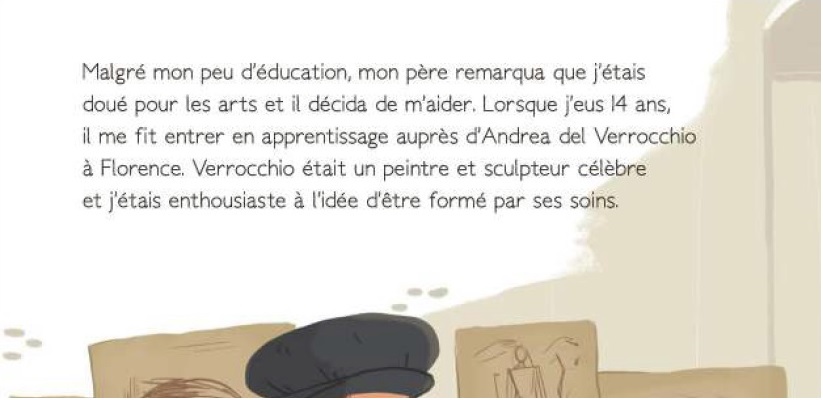 Malgré mon peu d'éducation, mon père remarqua que j'étais
doué pour les arts et il décida de m'aider. Lorsque j'eus 14 ans,
il me fit entrer en apprentissage auprès d'Andrea del Verrocchio
à Florence. Verrocchio était un peintre et sculpteur célèbre
et j'étais enthousiaste à l'idée d'être formé par ses soins.